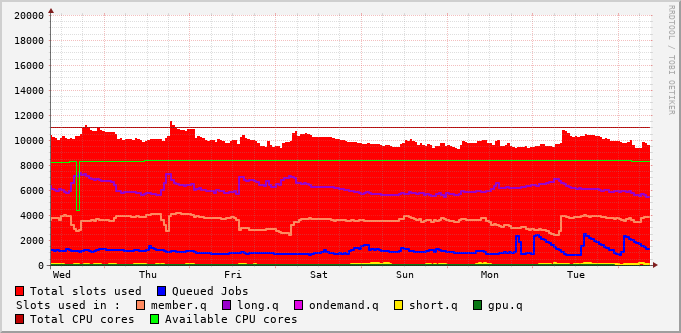 RRDTOOL / TOBI OETIKER
20000
18000
16000
14000
12000
10000
8000
6000
4000
2000
0
Wed Thu Fri Sat Sun Mon Tue
Total slots used Queued Jobs
Slots used in : member.q long.q ondemand.q short.q gpu.q
Total CPU cores Available CPU cores